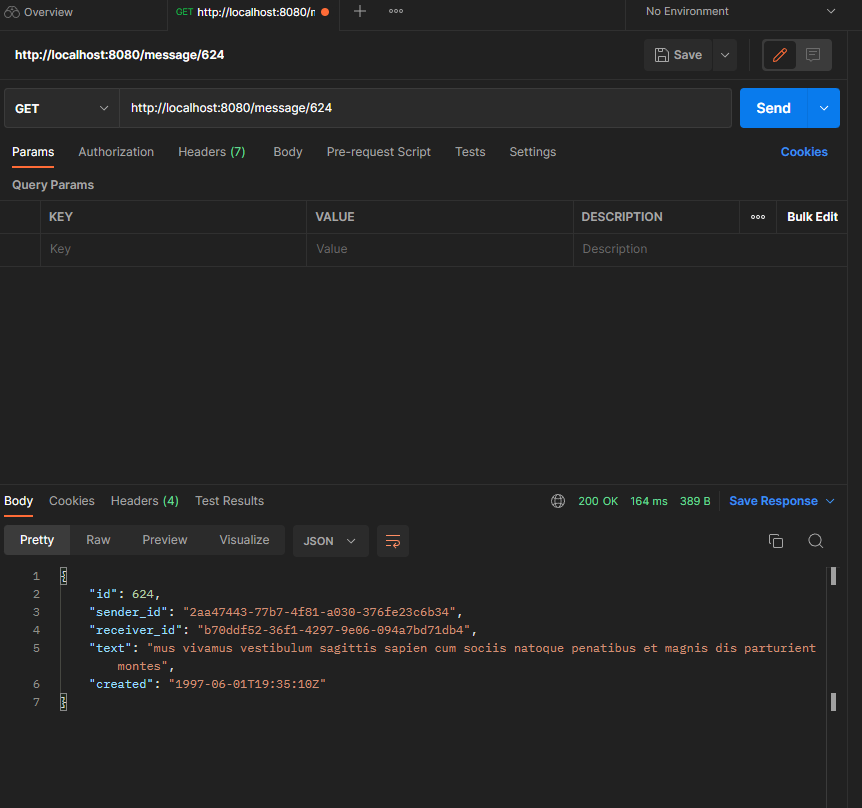 Overview
GET http://localhost:8080/n
No Environment
http://localhost:8080/message/624
Save
GET
http://localhost:8080/message/624
Send
Params Authorization Headers (7) Body Pre-request Script Tests Settings Cookies
Query Params
KEY VALUE DESCRIPTION Bulk Edit
Key Value Description
Body Cookies Headers (4) Test Results 200 OK 164 ms 389 B Save Response
Pretty Raw Preview Visualize JSON
1 {
2 "id": 624,
3 "sender_id": "2aa47443-77b7-4f81-a030-376fe23c6b34",
4 "receiver_id": "b70ddf52-36f1-4297-9e06-094a7bd71db4",
5 "text": "mus vivamus vestibulum sagittis sapien cum sociis natoque penatibus et magnis dis parturient
montes",
6 "created": "1997-06-01T19:35:10Z"
7 }